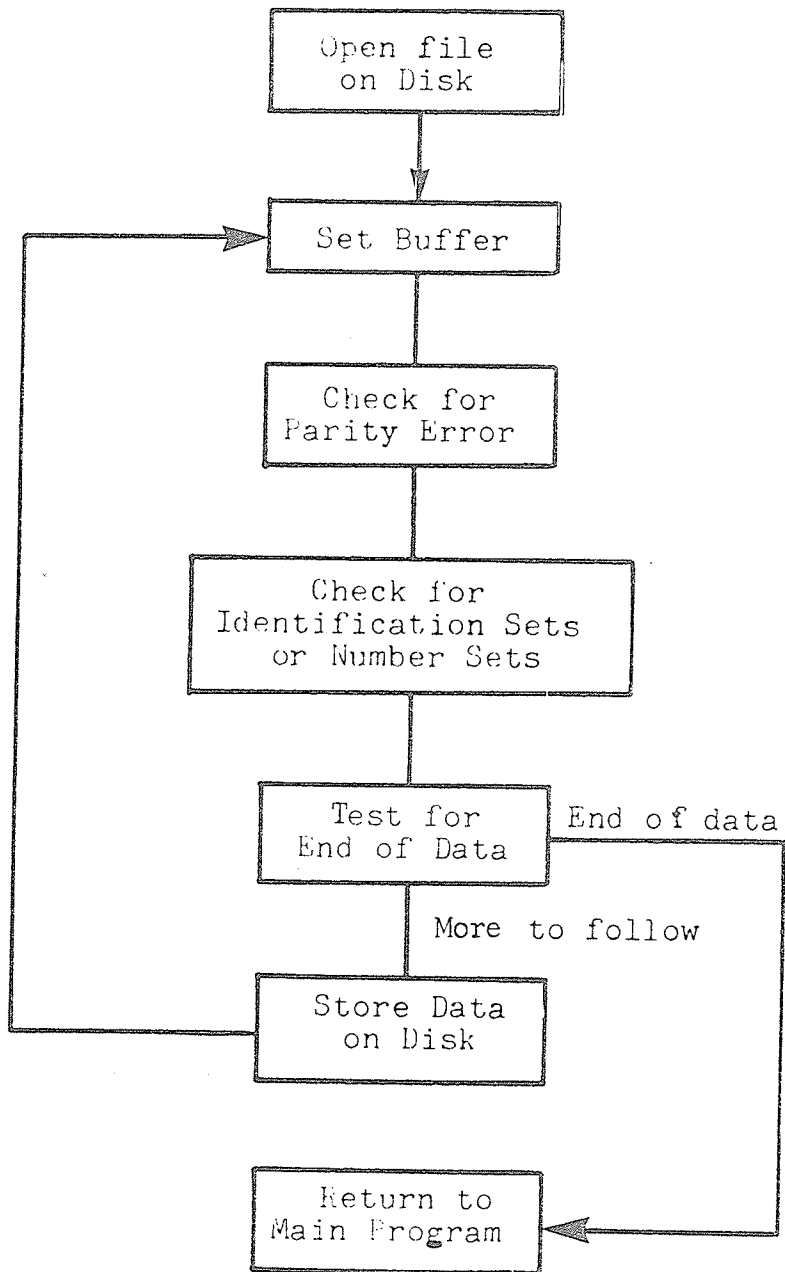 Open file
on Disk
Set Buffer
Check for
Parity Error
Check for
Identification Sets
or Number Sets
Test for
End of Data
End of data
More to follow
Store Data
on Disk
Return to
Main Program